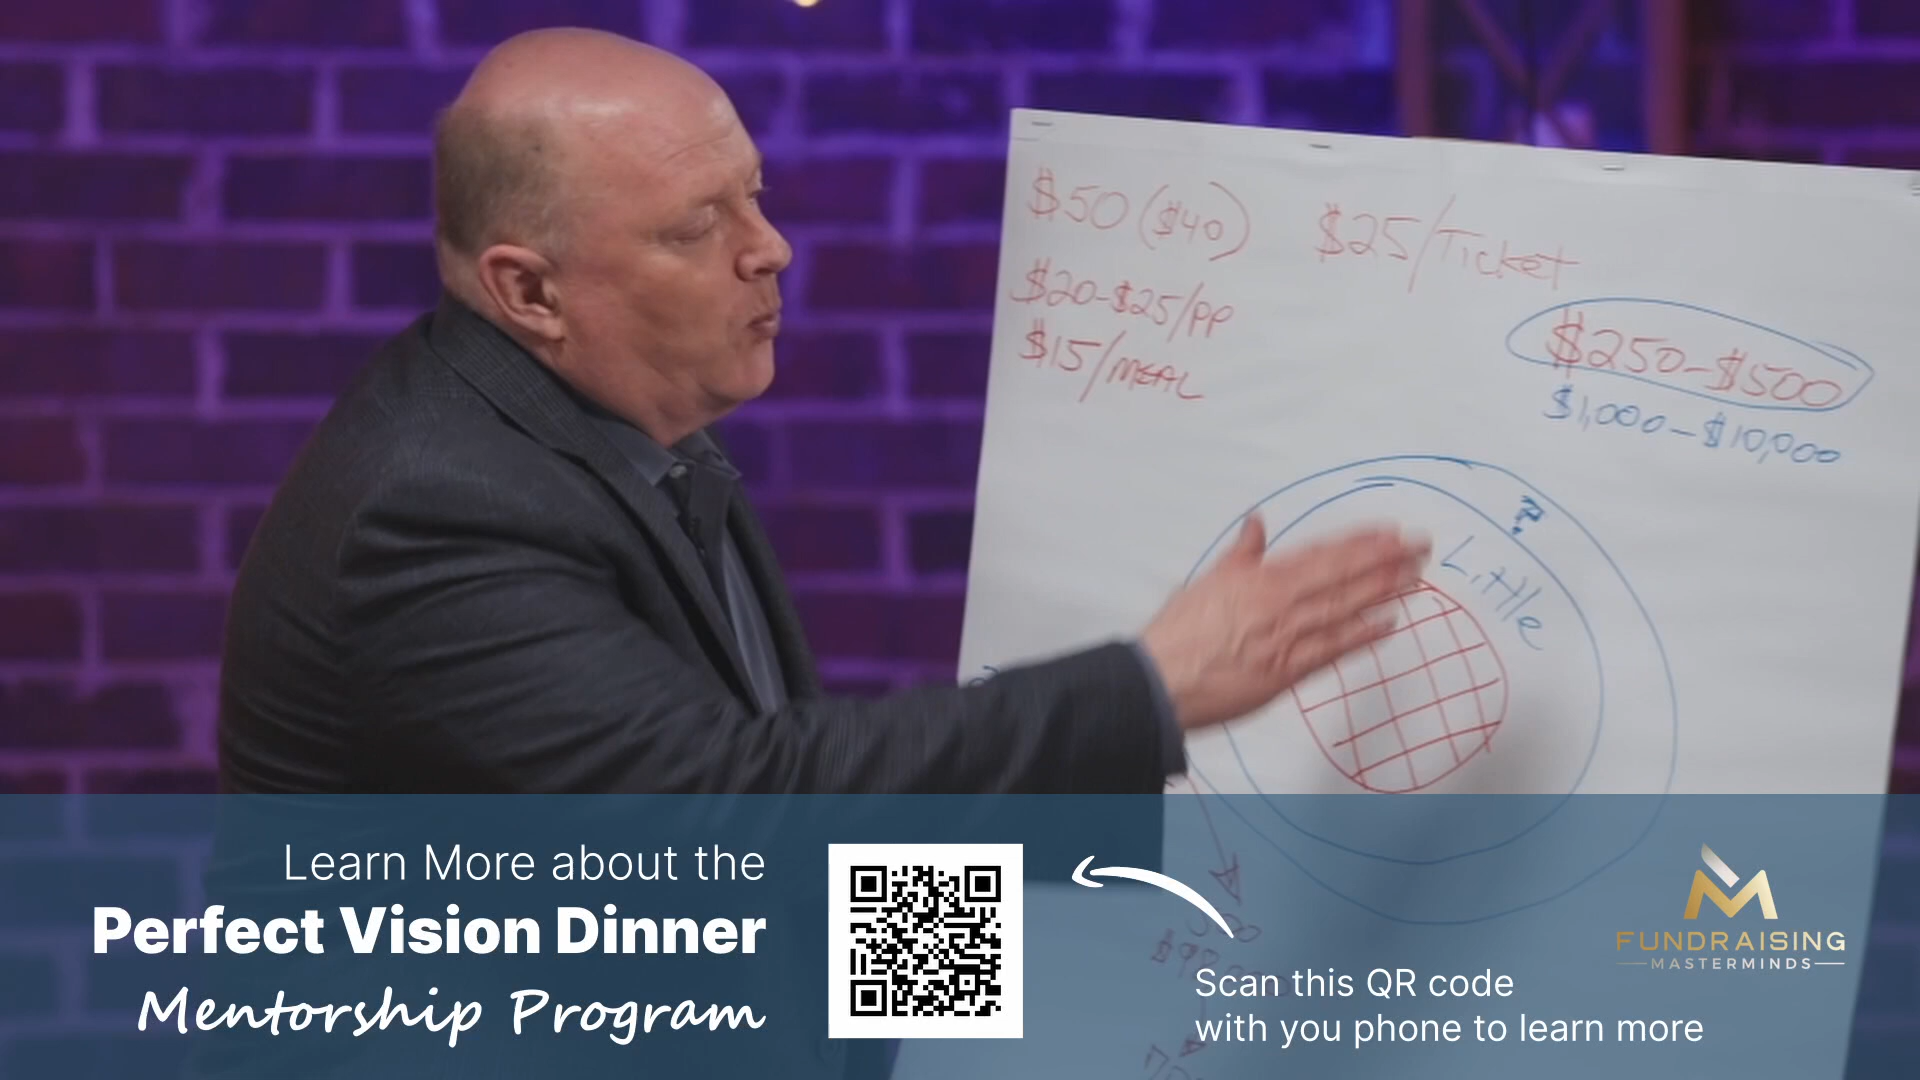 $50 ($40)
$25/Ticket
$20-$25/PP
$15/MEAL
$250-$500
$1,000-$10,000
?
Little
Learn More about the
Perfect Vision Dinner
Mentorship Program
Scan this QR code
with you phone to learn more
FUNDRAISING
MASTERMINDS